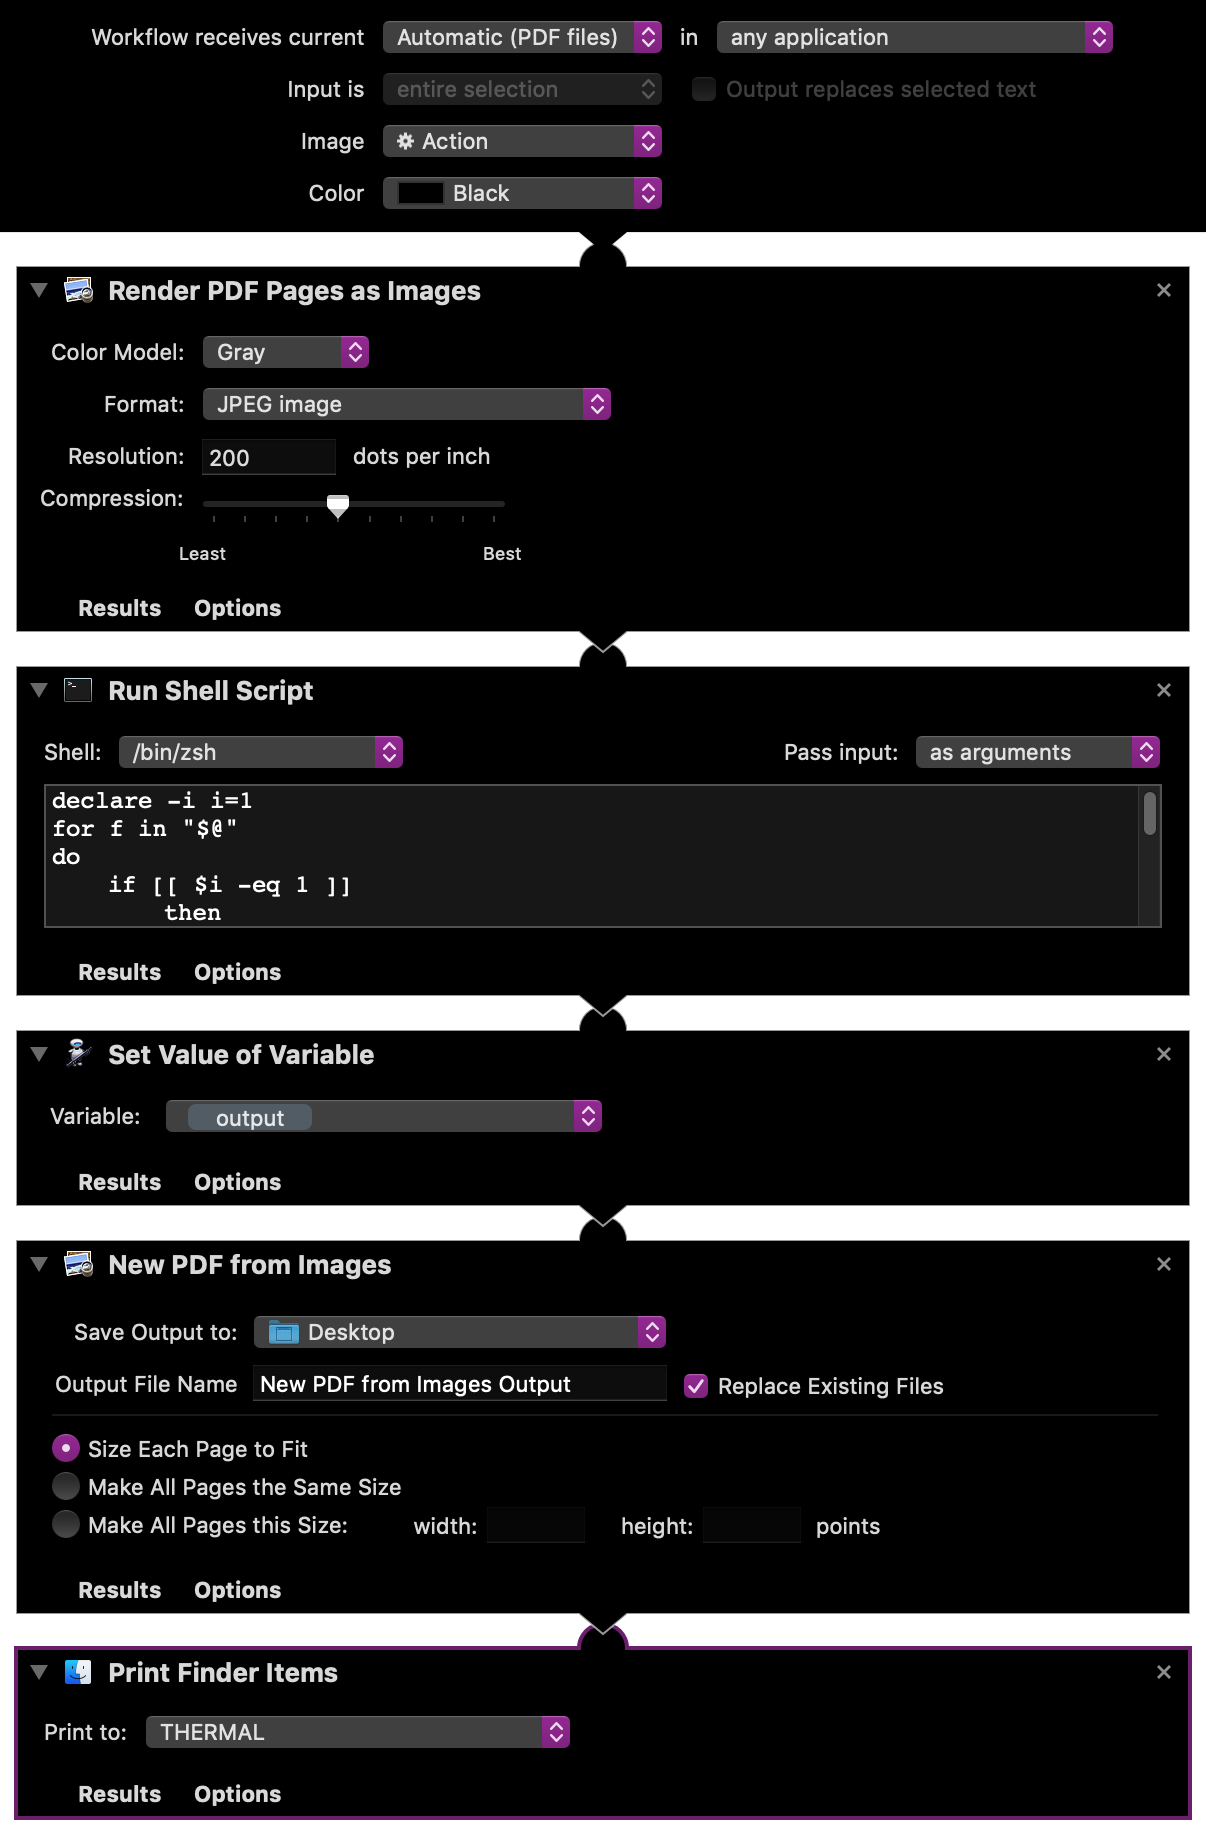 Workflow receives current Automatic (PDF files) in any application
Input is entire selection Output replaces selected text
Image Action
Color Black
Render PDF Pages as Images
Color Model: Gray
Format: JPEG image
Resolution: 200 dots per inch
Compression:
Least Best
Results Options
Run Shell Script
Shell: /bin/zsh Pass input: as arguments
declare -i i=1
for f in "$@"
do
    if [[ $i -eq 1 ]]
        then
Results Options
Set Value of Variable
Variable: output
Results Options
New PDF from Images
Save Output to: Desktop
Output File Name New PDF from Images Output Replace Existing Files
Size Each Page to Fit
Make All Pages the Same Size
Make All Pages this Size: width: height: points
Results Options
Print Finder Items
Print to: THERMAL
Results Options